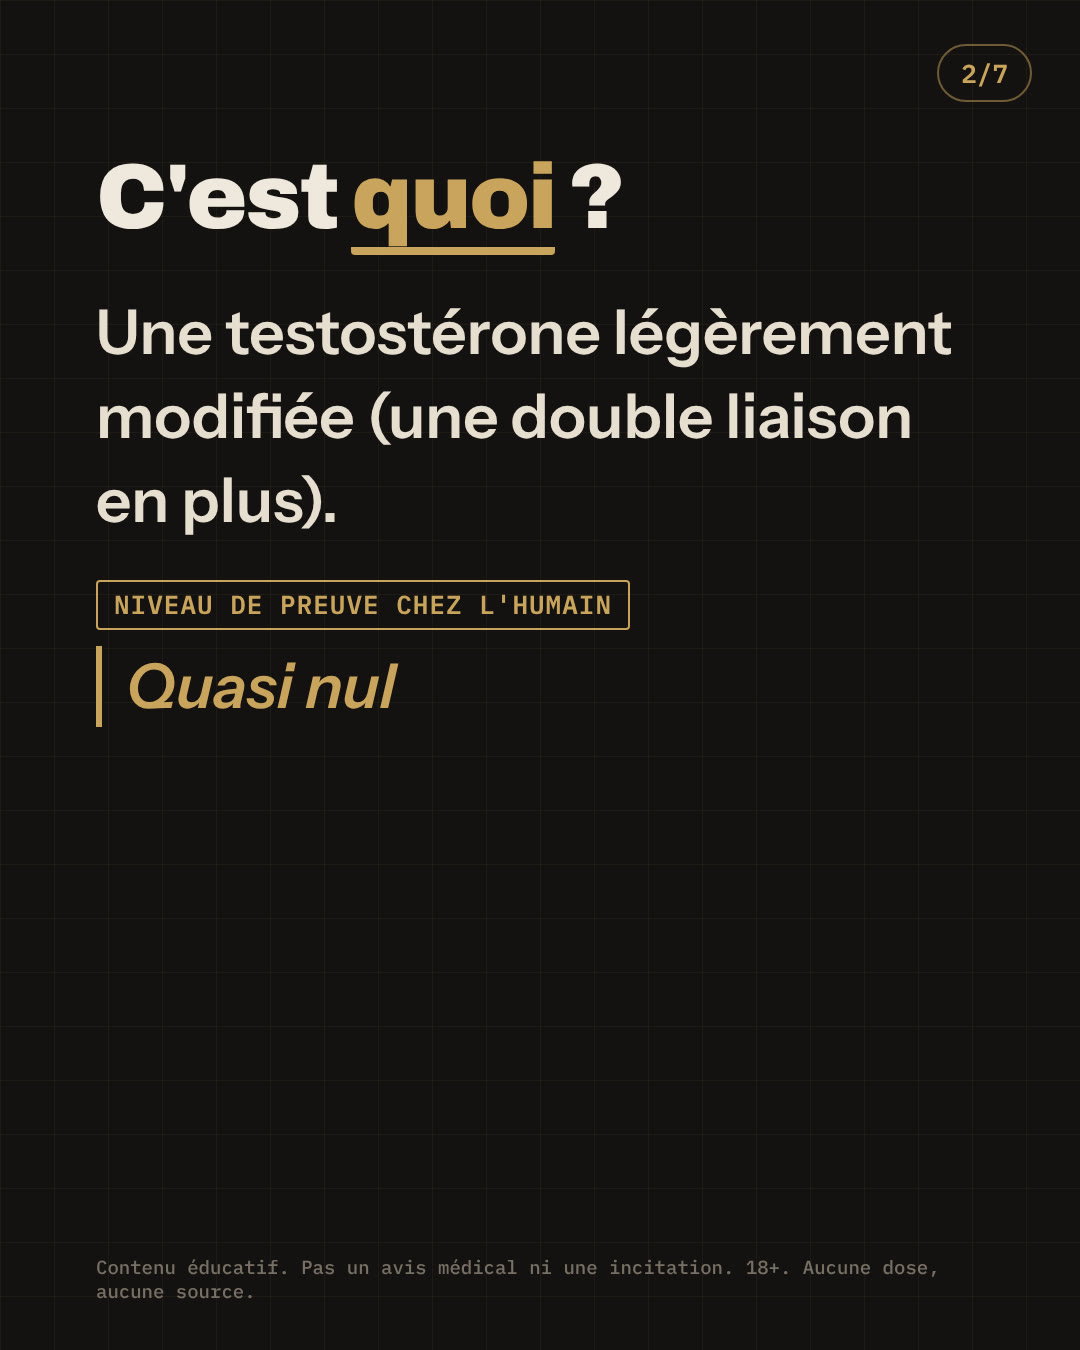 2/7
C'est quoi ?
Une testostérone légèrement
modifiée (une double liaison
en plus).
NIVEAU DE PREUVE CHEZ L'HUMAIN
Quasi nul
Contenu éducatif. Pas un avis médical ni une incitation. 18+. Aucune dose,
aucune source.